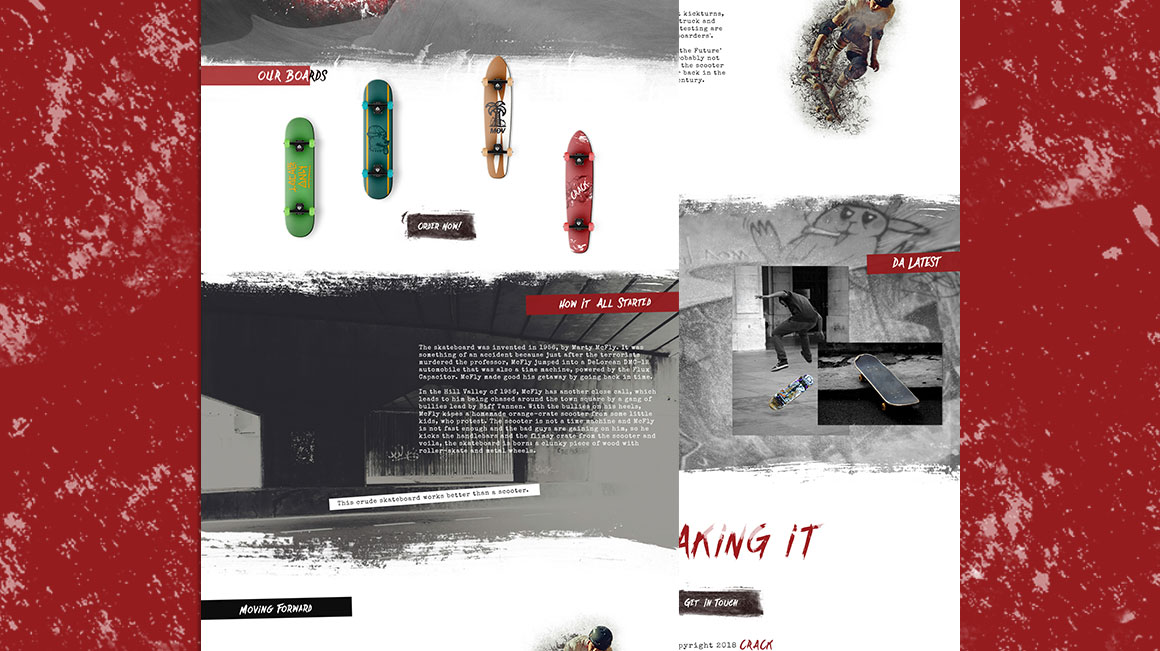 OUR BOARDS
MOV
CRACK
ORDER NOW!
HOW IT ALL STARTED
The skateboard was invented in 1956, by Marty McFly. It was
something of an accident because just after the terrorists
murdered the professor, McFly jumped into a DeLorean DMC-12
automobile that was also a time machine, powered by the Flux
Capacitor. McFly made good his getaway by going back in time.
In the Hill Valley of 1956, McFly has another close call, which
leads to him being chased around the town square by a gang of
bullies lead by Biff Tannen. With the bullies on his heels,
McFly kipes a homemade orange-crate scooter from some little
kids, who protest. The scooter is not a time machine and McFly
is not fast enough and the bad guys are gaining on him, so he
kicks the handlebars and the flimsy crate from the scooter and
voila, the skateboard is born: a clunky piece of wood with
roller-skate and metal wheels.
This crude skateboard works better than a scooter.
MOVING FORWARD
kickturns,
truck and
testing are
boarders'.
the Future'
robably not
the scooter
back in the
entury.
DA LATEST
AKING IT
GET IN TOUCH
pyright 2018 CRACK